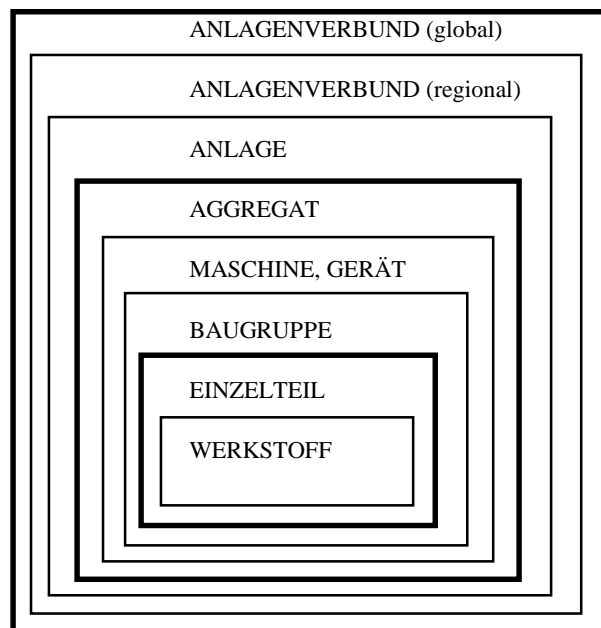 ANLAGENVERBUND (global)
ANLAGENVERBUND (regional)
ANLAGE
AGGREGAT
MASCHINE, GERÄT
BAUGRUPPE
EINZELTEIL
WERKSTOFF